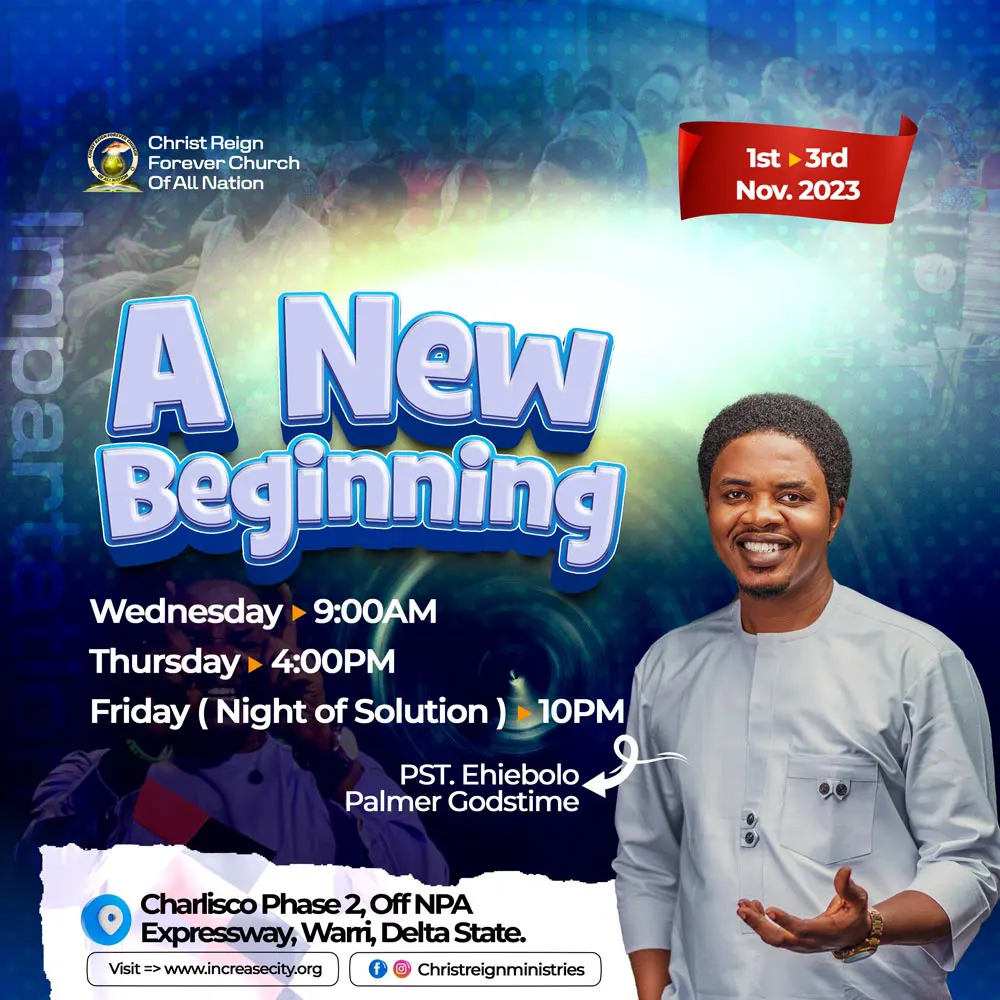 Christ Reign
Forever Church
Of All Nation
1st ▸ 3rd
Nov. 2023
Impartation
A New
Beginning
Wednesday ▸ 9:00AM
Thursday ▸ 4:00PM
Friday ( Night of Solution ) ▸ 10PM
PST. Ehiebolo
Palmer Godstime
Charlisco Phase 2, Off NPA
Expressway, Warri, Delta State.
Visit => www.increasecity.org
Christreignministries